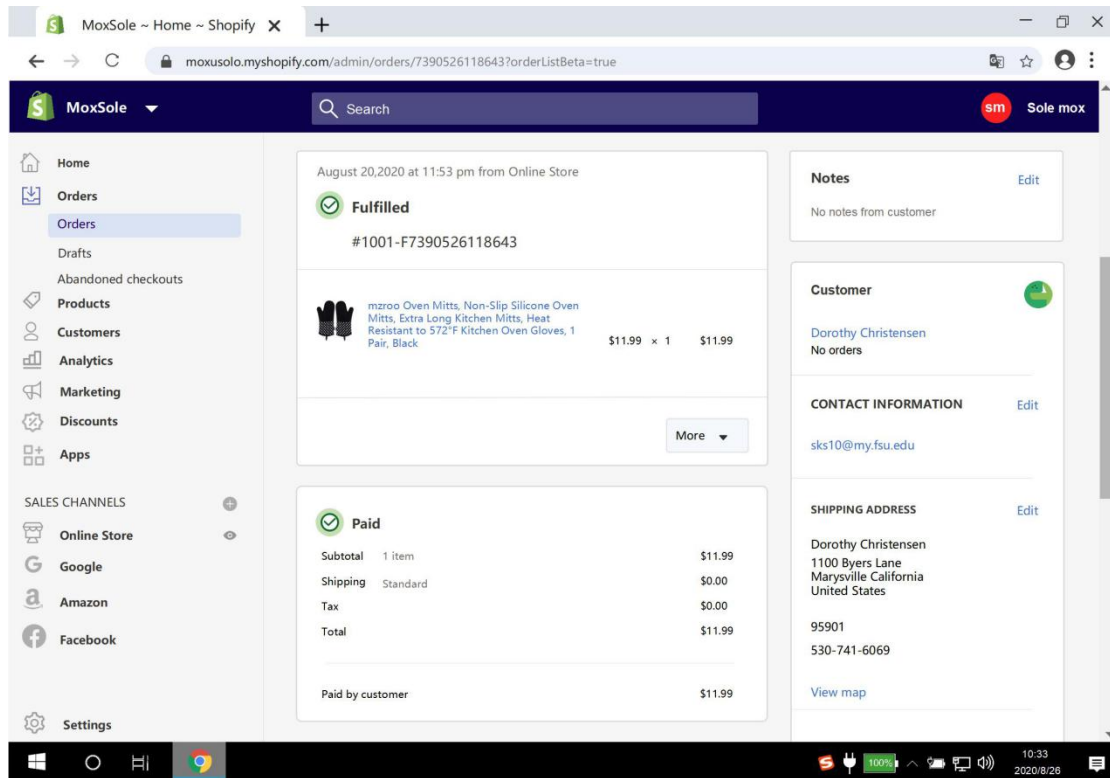 MoxSole ~ Home ~ Shopify
moxusolo.myshopify.com/admin/orders/7390526118643?orderListBeta=true
MoxSole
Search
sm
Sole mox
Home
Orders
Orders
Drafts
Abandoned checkouts
Products
Customers
Analytics
Marketing
Discounts
Apps
SALES CHANNELS
Online Store
Google
Amazon
Facebook
Settings
August 20,2020 at 11:53 pm from Online Store
Fulfilled
#1001-F7390526118643
mzroo Oven Mitts, Non-Slip Silicone Oven
Mitts, Extra Long Kitchen Mitts, Heat
Resistant to 572°F Kitchen Oven Gloves, 1
Pair, Black
$11.99 × 1 $11.99
More
Paid
Subtotal 1 item $11.99
Shipping Standard $0.00
Tax $0.00
Total $11.99
Paid by customer $11.99
Notes Edit
No notes from customer
Customer
Dorothy Christensen
No orders
CONTACT INFORMATION Edit
sks10@my.fsu.edu
SHIPPING ADDRESS Edit
Dorothy Christensen
1100 Byers Lane
Marysville California
United States
95901
530-741-6069
View map
100%
10:33
2020/8/26